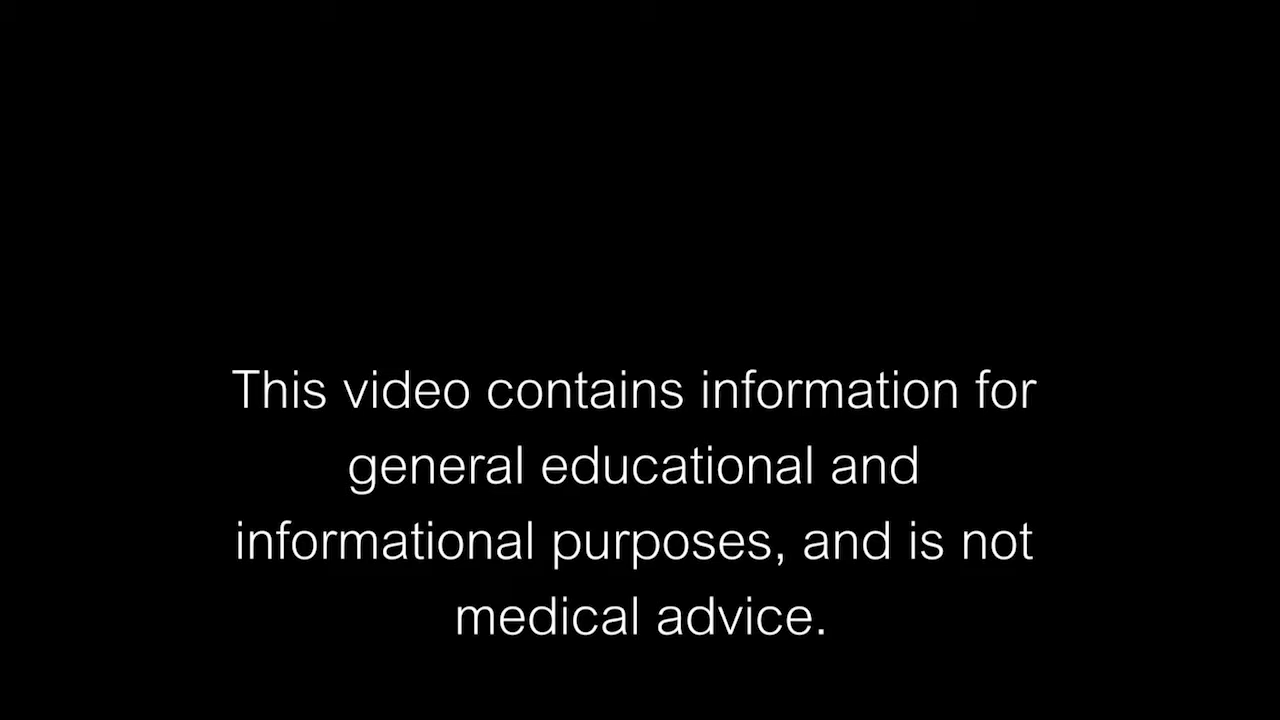 This video contains information for
general educational and
informational purposes, and is not
medical advice.